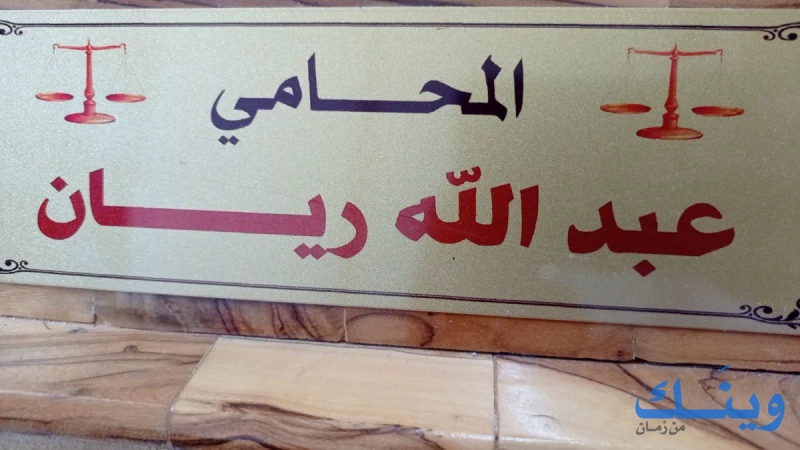 المحامي
عبد الله ريان
وينك
من زمان